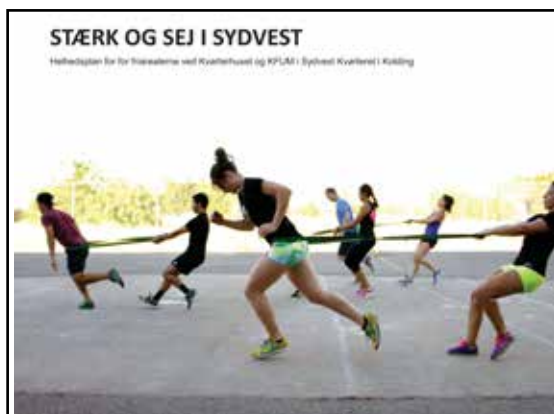 STÆRK OG SEJ I SYDVEST
Helhedsplan for for friarealerne ved Kvarterhuset og KFUM i Sydvest Kvarteret i Kolding